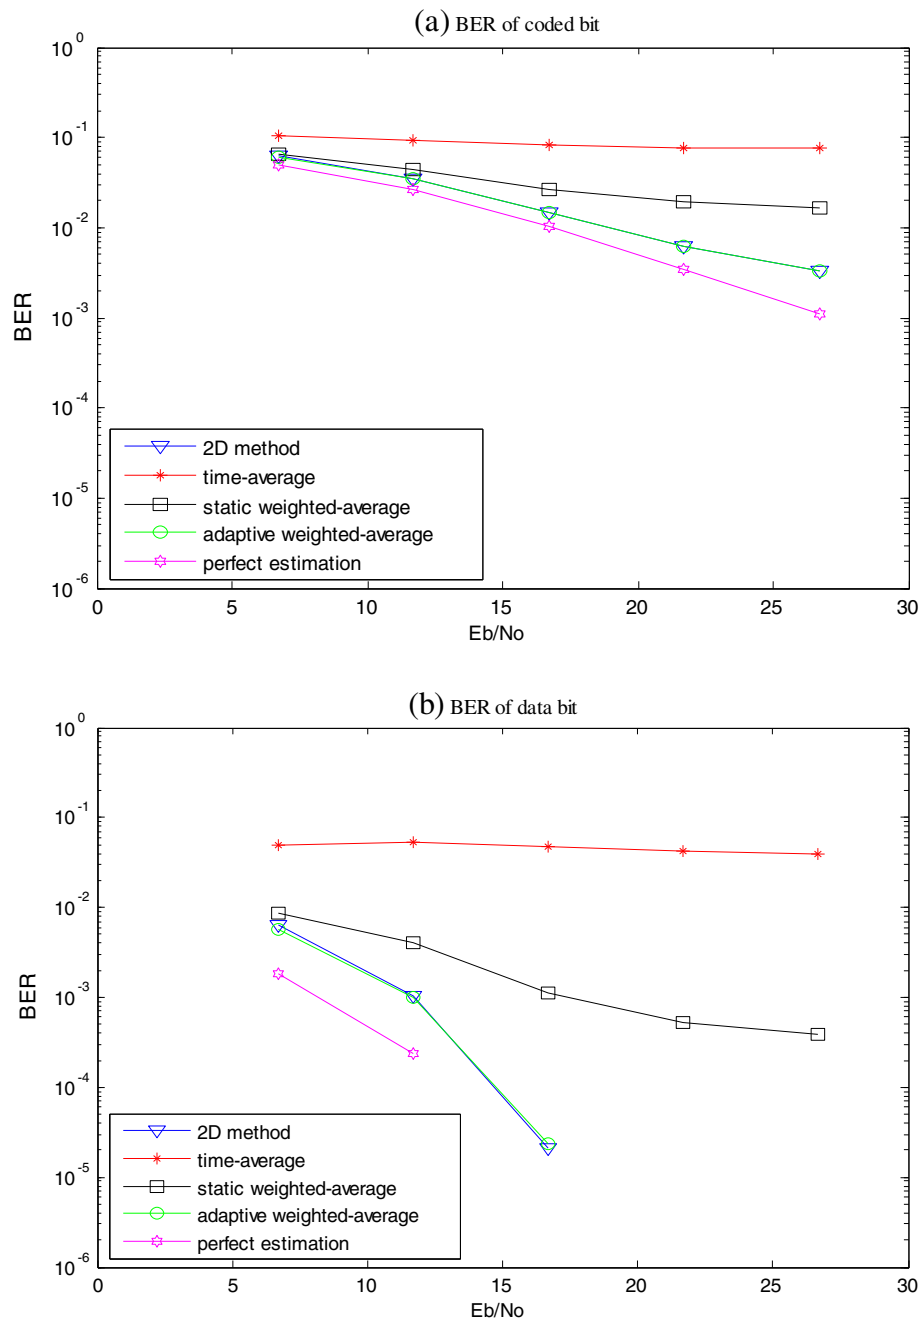 (a) BER of coded bit
10^0
10^-1
10^-2
10^-3
10^-4
10^-5
10^-6
BER
2D method
time-average
static weighted-average
adaptive weighted-average
perfect estimation
0 5 10 15 20 25 30
Eb/No
(b) BER of data bit
10^0
10^-1
10^-2
10^-3
10^-4
10^-5
10^-6
BER
2D method
time-average
static weighted-average
adaptive weighted-average
perfect estimation
0 5 10 15 20 25 30
Eb/No